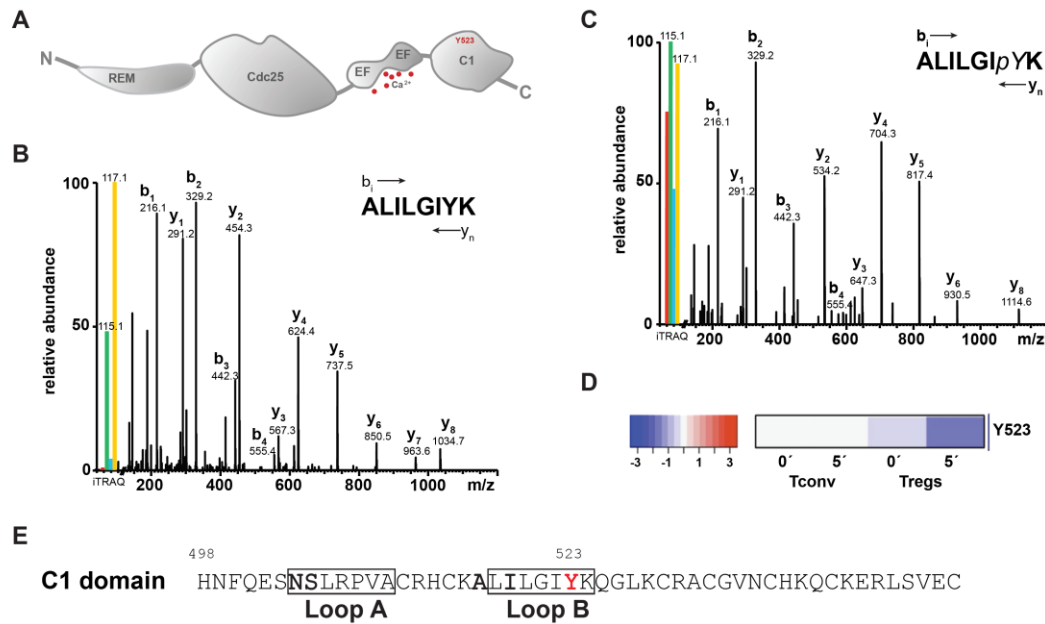 A
N
REM
Cdc25
EF
EF
Ca²⁺
Y523
C1
C
B
relative abundance
100
50
0
117.1
115.1
b₁
216.1
y₁
291.2
b₂
329.2
b₃
442.3
y₂
454.3
b₄
555.4
y₃
567.3
y₄
624.4
y₅
737.5
y₆
850.5
y₇
963.6
y₈
1034.7
bᵢ
ALILGIYK
yₙ
iTRAQ
200 400 600 800 1000 m/z
C
relative abundance
100
50
0
115.1
117.1
b₁
216.1
y₁
291.2
b₂
329.2
b₃
442.3
y₂
534.2
b₄
555.4
y₃
647.3
y₄
704.3
y₅
817.4
y₆
930.5
y₈
1114.6
bᵢ
ALILGIpYK
yₙ
iTRAQ
200 400 600 800 1000 m/z
D
-3 -1 1 3
0´ 5´ 0´ 5´
Tconv Tregs
Y523
E
498 523
C1 domain HNFQESNSLRPVACRHCKALILGIYKQGLKCRACGVNCHKQCKERLSVEC
Loop A Loop B